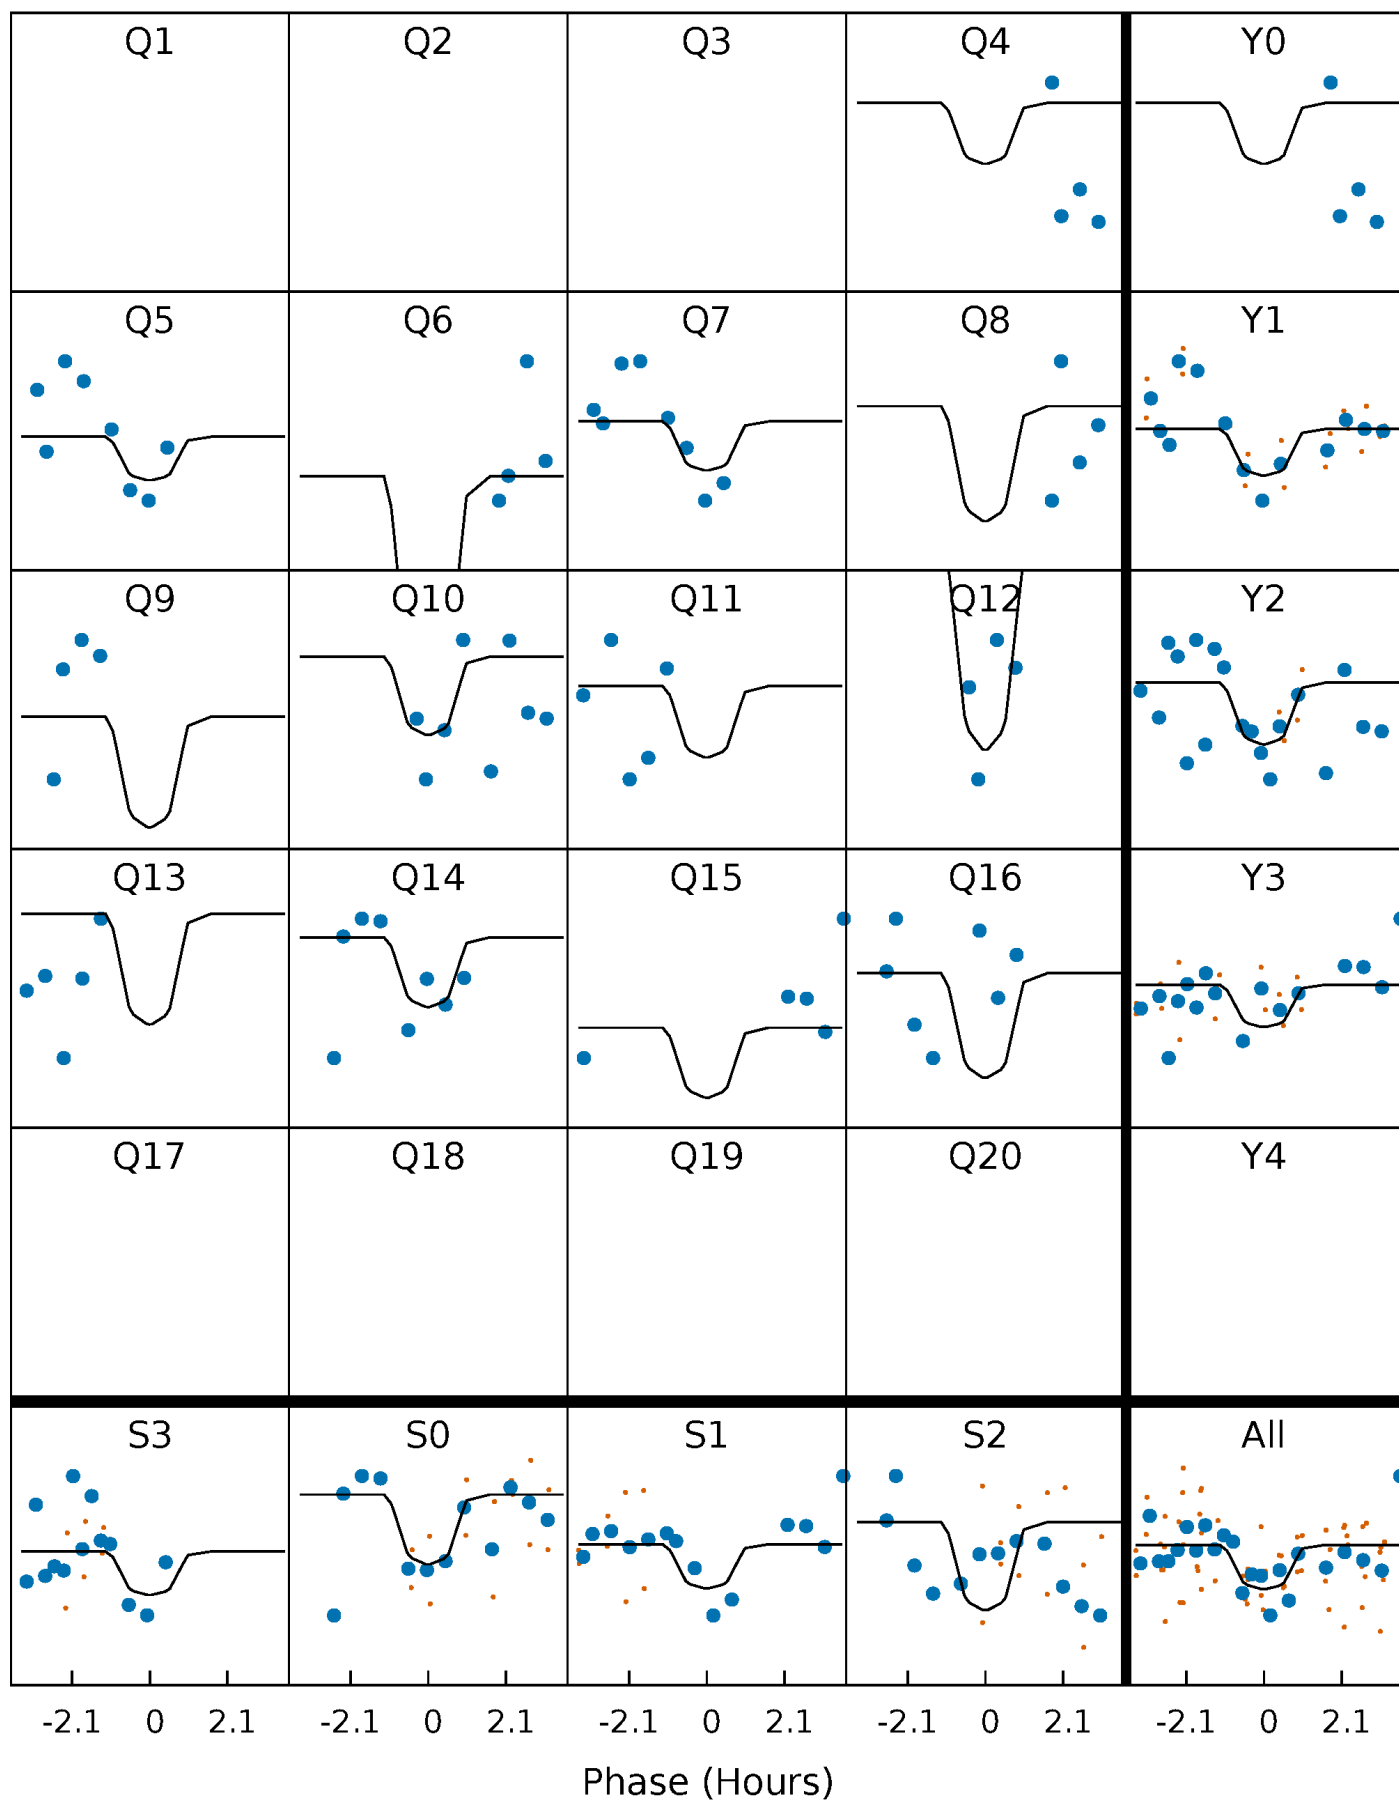 Q1 Q2 Q3 Q4 Y0
Q5 Q6 Q7 Q8 Y1
Q9 Q10 Q11 Q12 Y2
Q13 Q14 Q15 Q16 Y3
Q17 Q18 Q19 Q20 Y4
S3 S0 S1 S2 All
-2.1 0 2.1 -2.1 0 2.1 -2.1 0 2.1 -2.1 0 2.1 -2.1 0 2.1
Phase (Hours)